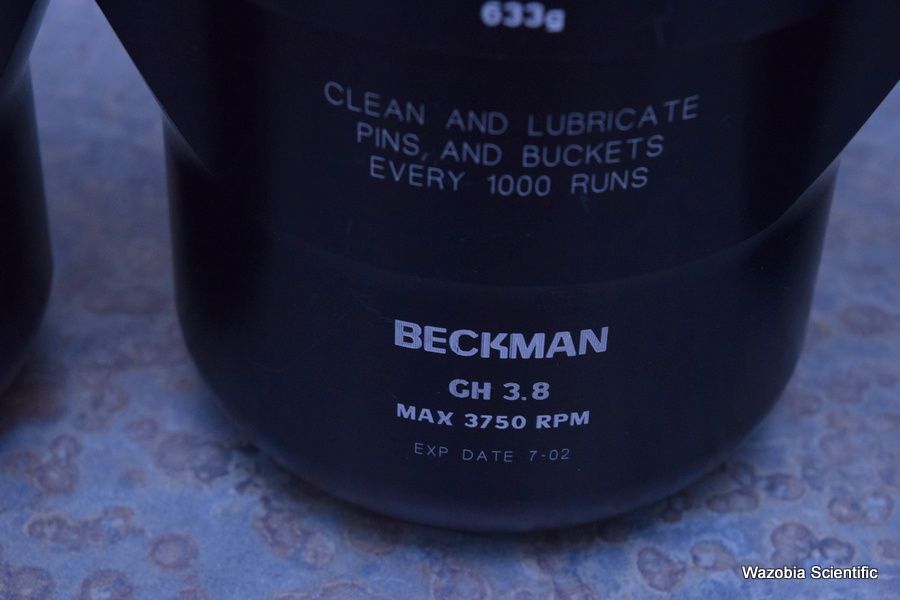 633g
CLEAN AND LUBRICATE
PINS, AND BUCKETS
EVERY 1000 RUNS
BECKMAN
GH 3.8
MAX 3750 RPM
EXP DATE 7-02
Wazobia Scientific